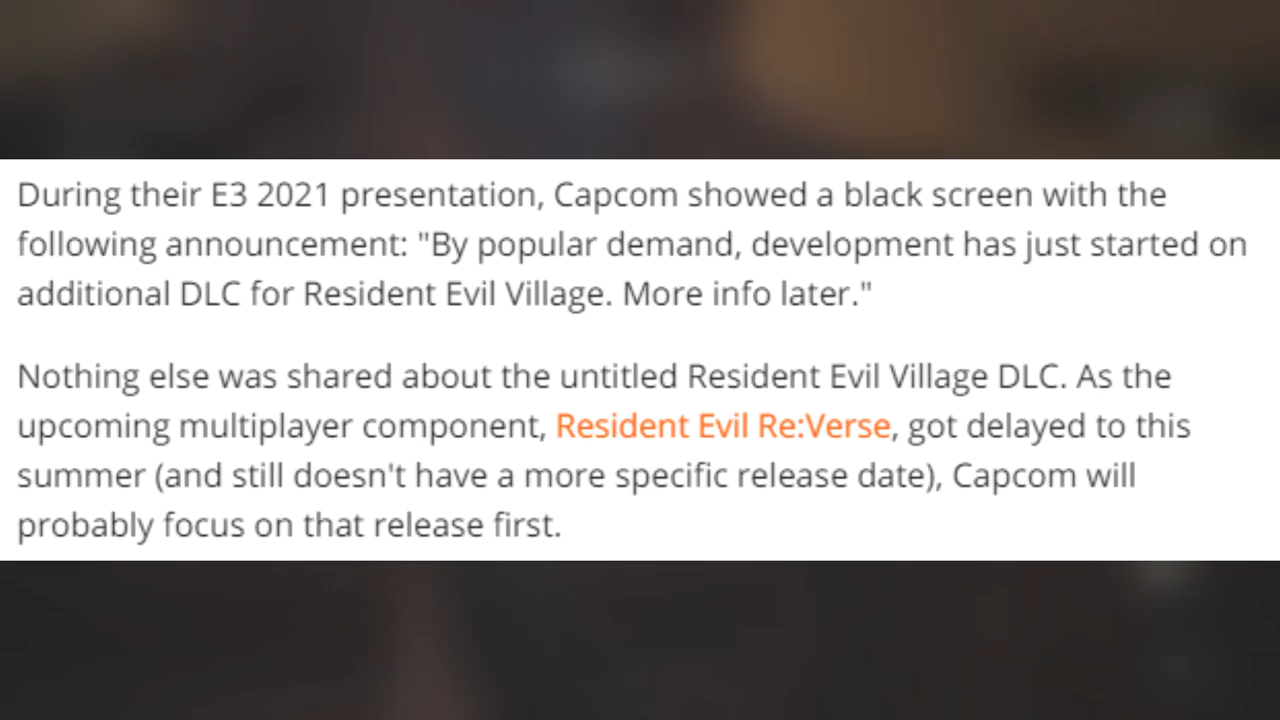 During their E3 2021 presentation, Capcom showed a black screen with the
following announcement: "By popular demand, development has just started on
additional DLC for Resident Evil Village. More info later."
Nothing else was shared about the untitled Resident Evil Village DLC. As the
upcoming multiplayer component, Resident Evil Re:Verse, got delayed to this
summer (and still doesn't have a more specific release date), Capcom will
probably focus on that release first.